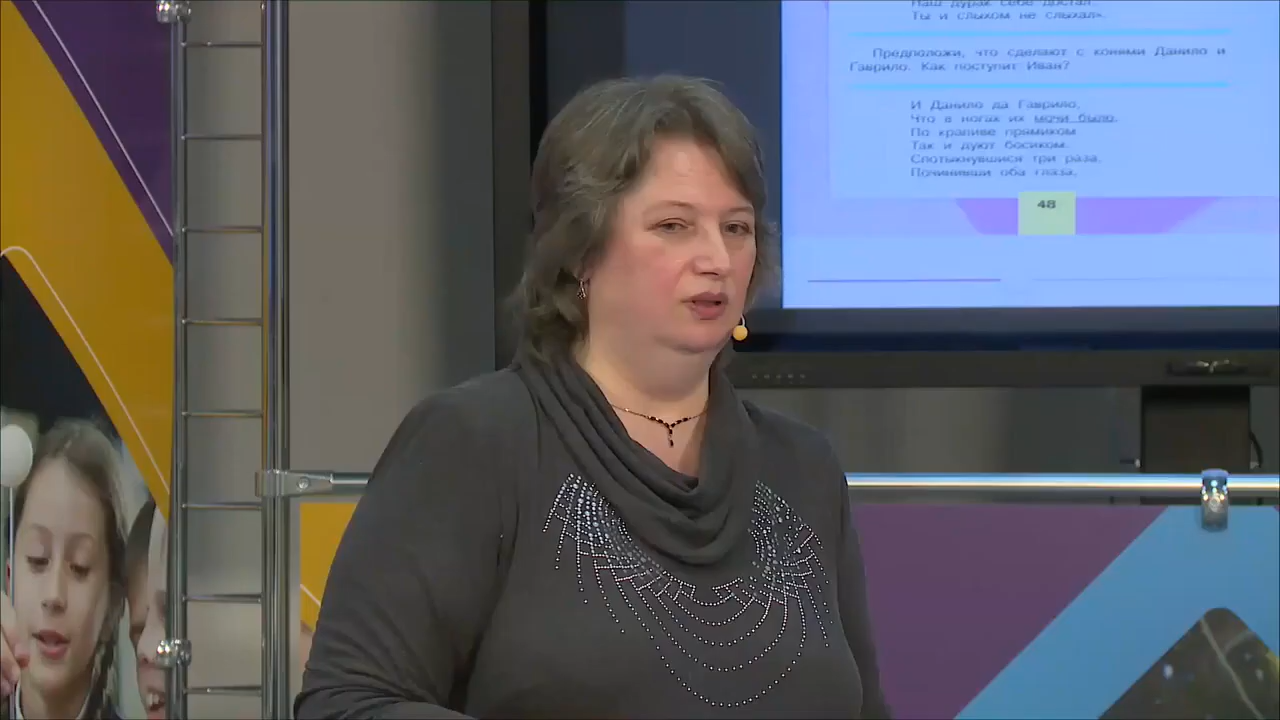 Наш дурак себе достал..
Ты и слыхом не слыхал».
Предположи, что сделают с конями Данило и
Гаврило. Как поступит Иван?
И Данило да Гаврило,
Что в ногах их мочи было,
По крапиве прямиком
Так и дуют босиком.
Спотыкнувшися три раза,
Починивши оба глаза,
48